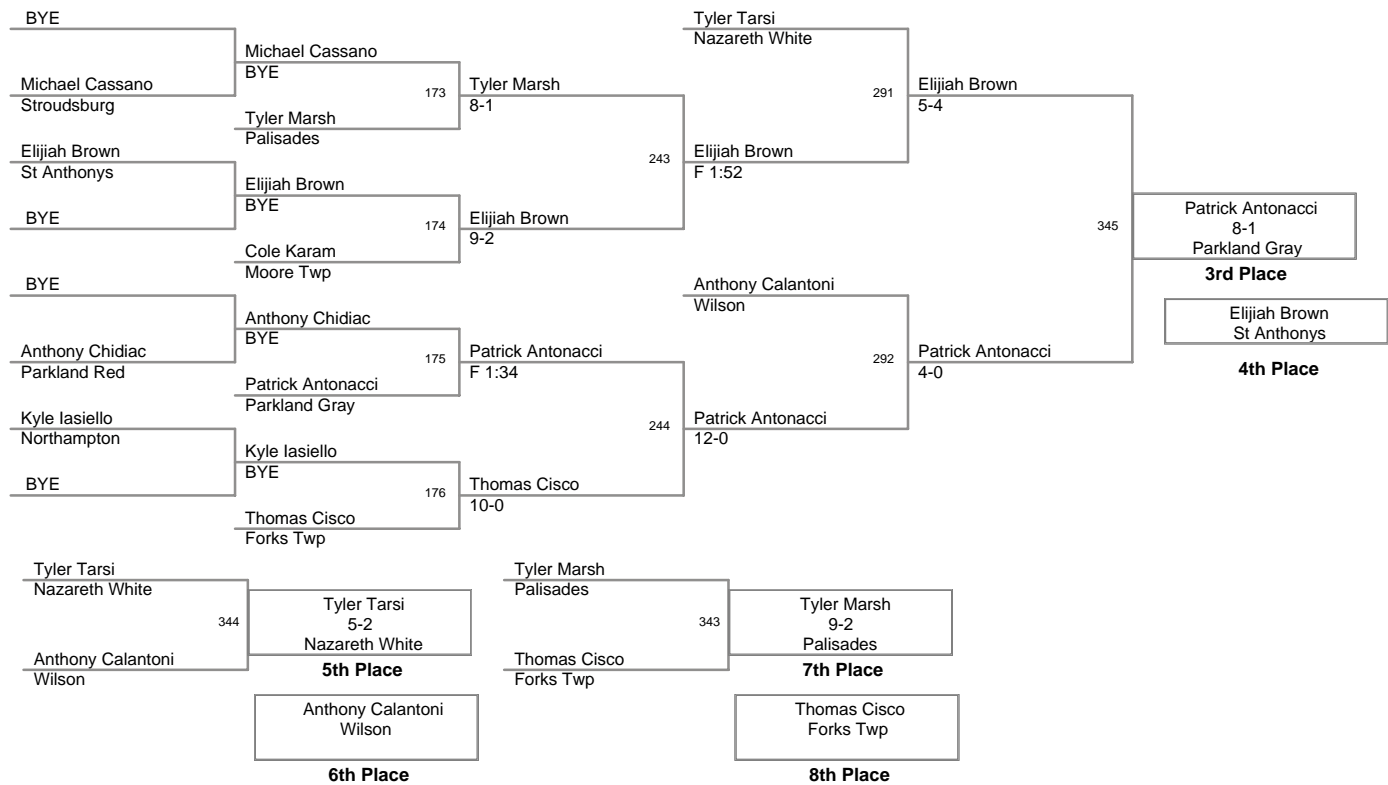 BYE
Michael Cassano
Stroudsburg
Elijiah Brown
St Anthonys
BYE
BYE
Anthony Chidiac
Parkland Red
Kyle Iasiello
Northampton
BYE
Michael Cassano
BYE
173
Tyler Marsh
Palisades
Elijiah Brown
BYE
174
Cole Karam
Moore Twp
Anthony Chidiac
BYE
175
Patrick Antonacci
Parkland Gray
Kyle Iasiello
BYE
176
Thomas Cisco
Forks Twp
Tyler Marsh
8-1
243
Elijiah Brown
9-2
Patrick Antonacci
F 1:34
244
Thomas Cisco
10-0
Tyler Tarsi
Nazareth White
291
Elijiah Brown
F 1:52
Anthony Calantoni
Wilson
292
Patrick Antonacci
12-0
Elijiah Brown
5-4
345
Patrick Antonacci
4-0
Patrick Antonacci
8-1
Parkland Gray
3rd Place
Elijiah Brown
St Anthonys
4th Place
Tyler Tarsi
Nazareth White
344
Anthony Calantoni
Wilson
Tyler Tarsi
5-2
Nazareth White
5th Place
Anthony Calantoni
Wilson
6th Place
Tyler Marsh
Palisades
343
Thomas Cisco
Forks Twp
Tyler Marsh
9-2
Palisades
7th Place
Thomas Cisco
Forks Twp
8th Place